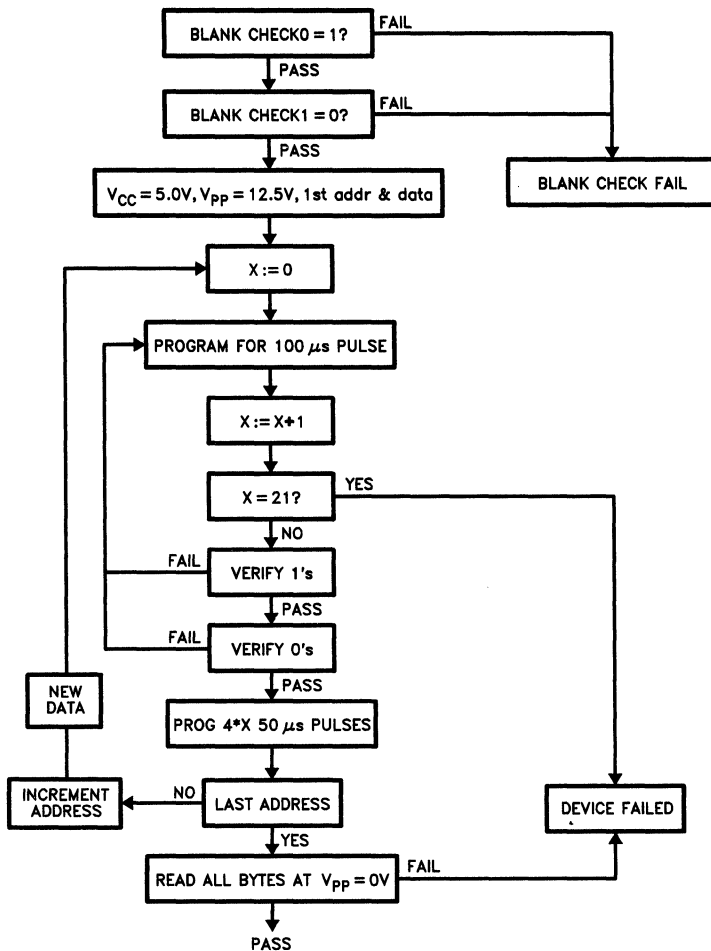 BLANK CHECK0 = 1?
FAIL
PASS
BLANK CHECK1 = 0?
FAIL
PASS
BLANK CHECK FAIL
VCC = 5.0V, VPP = 12.5V, 1st addr & data
X := 0
PROGRAM FOR 100 μs PULSE
X := X+1
X = 21?
YES
NO
FAIL
VERIFY 1's
PASS
FAIL
VERIFY 0's
PASS
NEW
DATA
PROG 4*X 50 μs PULSES
INCREMENT
ADDRESS
NO
LAST ADDRESS
DEVICE FAILED
YES
READ ALL BYTES AT VPP = 0V
FAIL
PASS